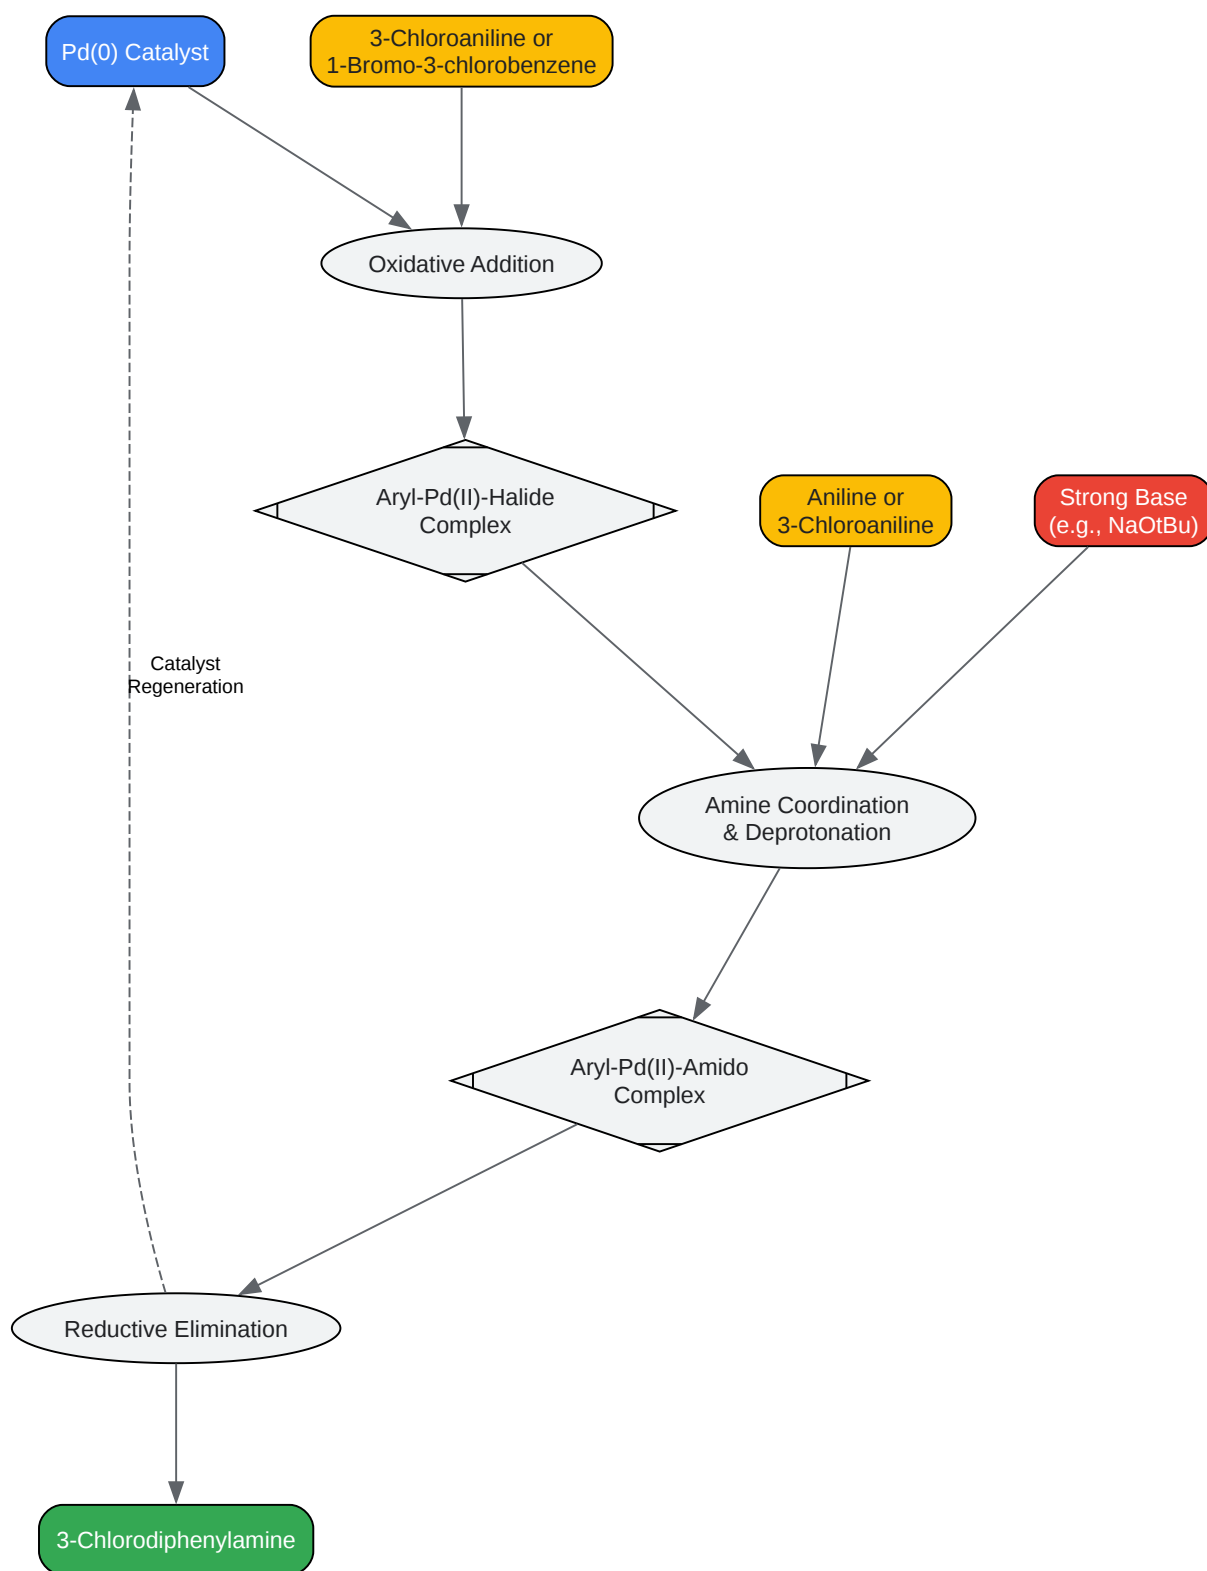 Pd(0) Catalyst
3-Chloroaniline or
1-Bromo-3-chlorobenzene
Oxidative Addition
Aryl-Pd(II)-Halide
Complex
Aniline or
3-Chloroaniline
Strong Base
(e.g., NaOtBu)
Catalyst
Regeneration
Amine Coordination
& Deprotonation
Aryl-Pd(II)-Amido
Complex
Reductive Elimination
3-Chlorodiphenylamine